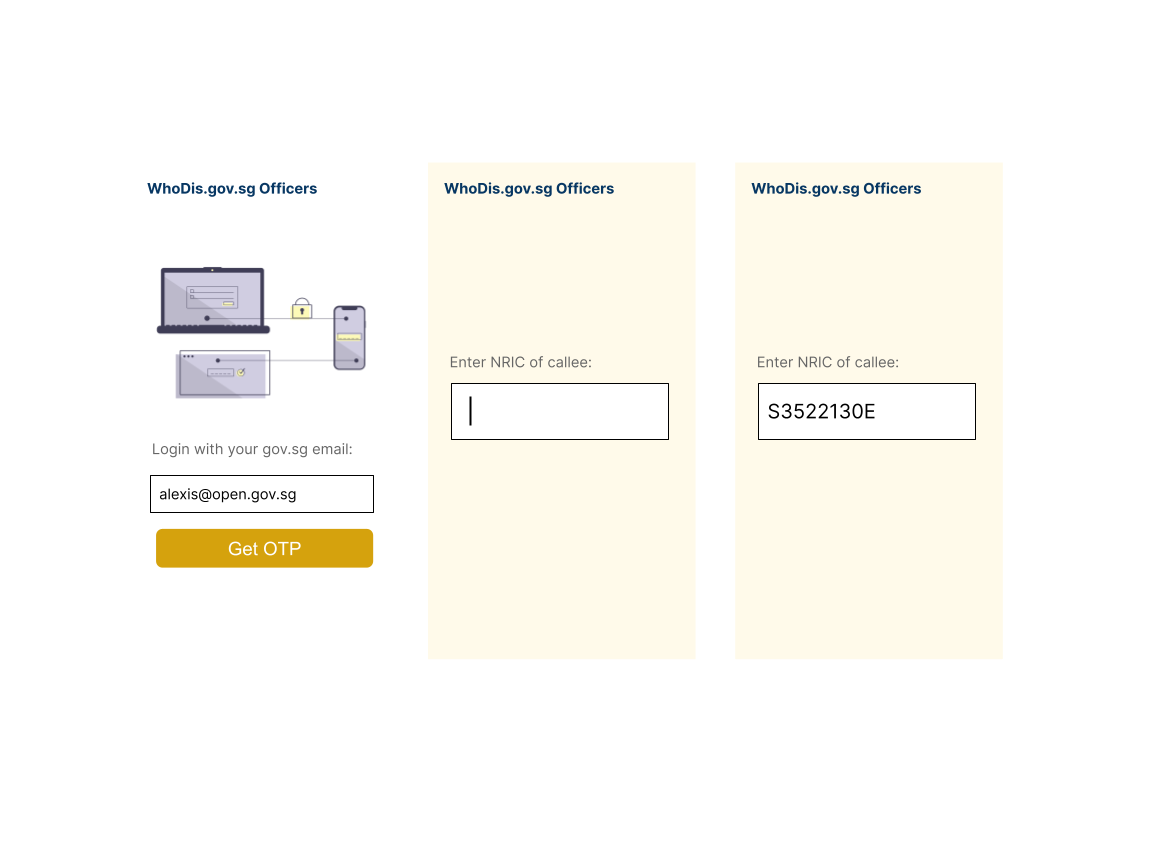 WhoDis.gov.sg Officers
Login with your gov.sg email:
alexis@open.gov.sg
Get OTP
WhoDis.gov.sg Officers
Enter NRIC of callee:
WhoDis.gov.sg Officers
Enter NRIC of callee:
S3522130E